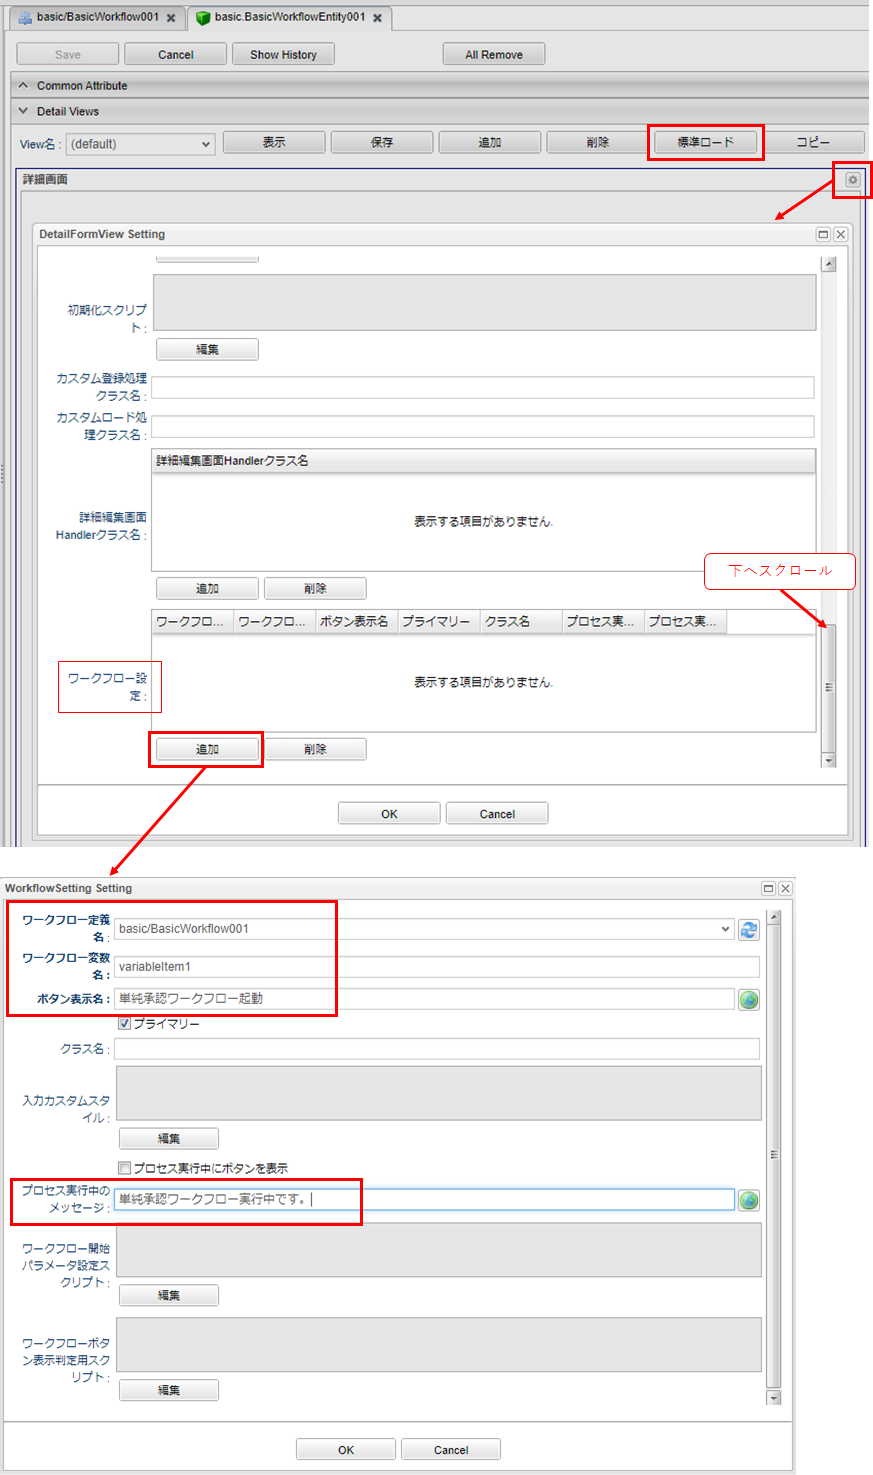 basic/BasicWorkflow001
basic.BasicWorkflowEntity001
Save
Cancel
Show History
All Remove
Common Attribute
Detail Views
View名 :
(default)
表示
保存
追加
削除
標準ロード
コピー
詳細画面
DetailFormView Setting
初期化スクリプ
ト :
編集
カスタム登録処理
クラス名 :
カスタムロード処
理クラス名 :
詳細編集画面Handlerクラス名
詳細編集画面
Handlerクラス名 :
表示する項目がありません.
追加
削除
下へスクロール
ワークフロ...
ワークフロ...
ボタン表示名
プライマリー
クラス名
プロセス実...
プロセス実...
ワークフロー設
定 :
表示する項目がありません.
追加
削除
OK
Cancel
WorkflowSetting Setting
ワークフロー定義
名 :
basic/BasicWorkflow001
ワークフロー変数
名 :
variableItem1
ボタン表示名 :
単純承認ワークフロー起動
プライマリー
クラス名 :
入力カスタムスタ
イル :
編集
プロセス実行中にボタンを表示
プロセス実行中の
メッセージ :
単純承認ワークフロー実行中です。
ワークフロー開始
パラメータ設定ス
クリプト :
編集
ワークフローボタ
ン表示判定用スク
リプト :
編集
OK
Cancel